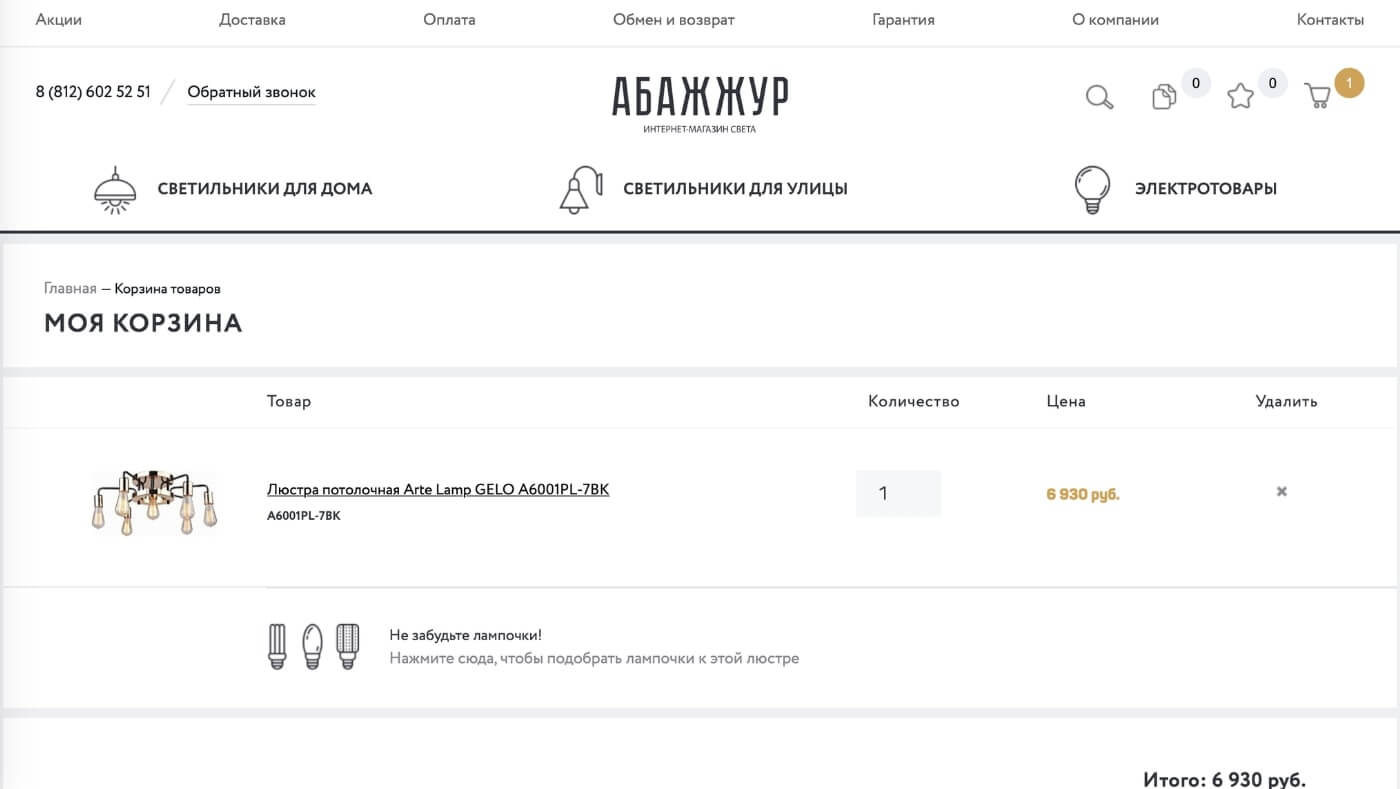 Акции Доставка Оплата Обмен и возврат Гарантия О компании Контакты
8 (812) 602 52 51 Обратный звонок
АБАЖЖУР
ИНТЕРНЕТ-МАГАЗИН СВЕТА
0 0 1
СВЕТИЛЬНИКИ ДЛЯ ДОМА СВЕТИЛЬНИКИ ДЛЯ УЛИЦЫ ЭЛЕКТРОТОВАРЫ
Главная — Корзина товаров
МОЯ КОРЗИНА
Товар Количество Цена Удалить
Люстра потолочная Arte Lamp GELO A6001PL-7BK 1 6 930 руб.
A6001PL-7BK
Не забудьте лампочки!
Нажмите сюда, чтобы подобрать лампочки к этой люстре
Итого: 6 930 руб.